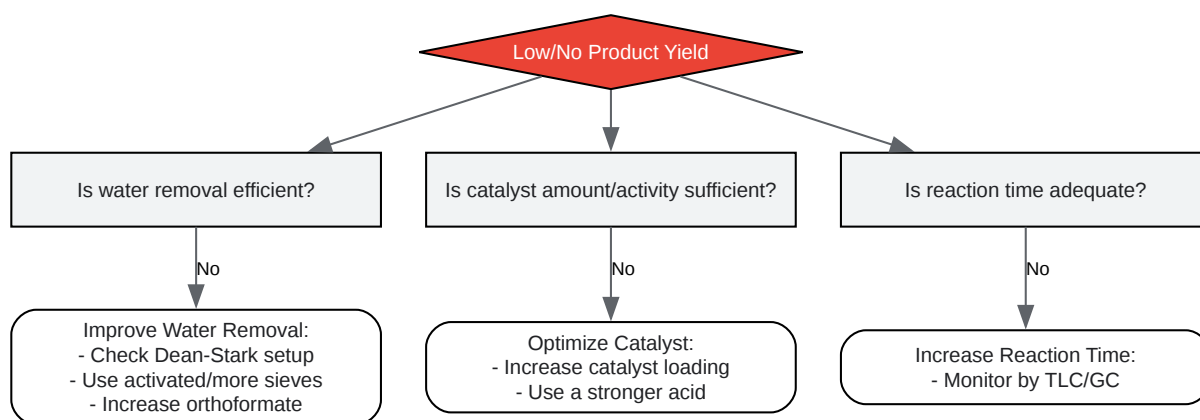 Low/No Product Yield
Is water removal efficient?
Is catalyst amount/activity sufficient?
Is reaction time adequate?
No
No
No
Improve Water Removal:
- Check Dean-Stark setup
- Use activated/more sieves
- Increase orthoformate
Optimize Catalyst:
- Increase catalyst loading
- Use a stronger acid
Increase Reaction Time:
- Monitor by TLC/GC